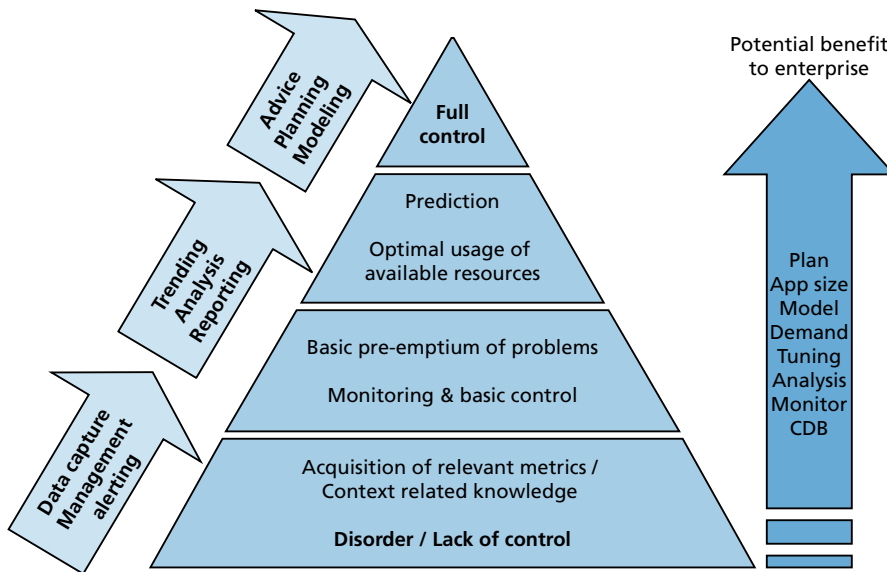 Potential benefit
to enterprise
Advice
Planning
Modeling
Full
control
Trending
Analysis
Reporting
Prediction
Optimal usage of
available resources
Plan
App size
Model
Demand
Tuning
Analysis
Monitor
CDB
Basic pre-emptium of problems
Monitoring & basic control
Data capture
Management
alerting
Acquisition of relevant metrics /
Context related knowledge
Disorder / Lack of control